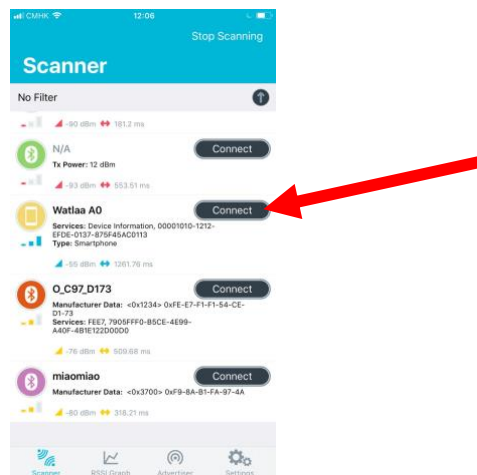 CMHK 12:06
Stop Scanning
Scanner
No Filter
-90 dBm 181.2 ms
N/A Connect
Tx Power: 12 dBm
-93 dBm 553.51 ms
Watlaa A0 Connect
Services: Device Information, 00001010-1212-
EFDE-0137-875F45AC0113
Type: Smartphone
-55 dBm 1261.76 ms
O_C97_D173 Connect
Manufacturer Data: <0x1234> 0xFE-E7-F1-F1-54-CE-
D1-73
Services: FEE7, 7905FFF0-B5CE-4E99-
A40F-4B1E122D00D0
-76 dBm 509.68 ms
miaomiao Connect
Manufacturer Data: <0x3700> 0xF9-8A-81-FA-97-4A
-80 dBm 318.21 ms
Scanner RSSI Graph Advertiser Settings